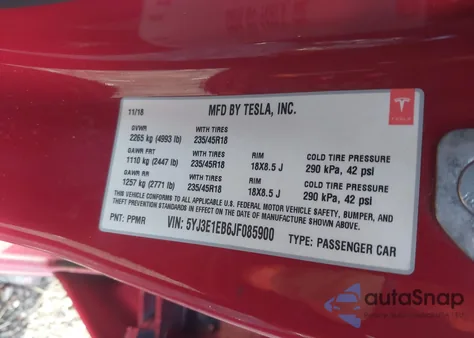 11/18 MFD BY TESLA, INC. TESLA
GVWR WITH TIRES
2265 kg (4993 lb) 235/45R18
GAWR FRT WITH TIRES RIM COLD TIRE PRESSURE
1110 kg (2447 lb) 235/45R18 18X8.5 J 290 kPa, 42 psi
GAWR RR WITH TIRES RIM COLD TIRE PRESSURE
1257 kg (2771 lb) 235/45R18 18X8.5 J 290 kPa, 42 psi
THIS VEHICLE CONFORMS TO ALL APPLICABLE U.S. FEDERAL MOTOR VEHICLE SAFETY, BUMPER, AND
THEFT PREVENTION STANDARDS IN EFFECT ON THE DATE OF MANUFACTURE SHOWN ABOVE.
PNT: PPMR VIN: 5YJ3E1EB6JF085900 TYPE: PASSENGER CAR
autoSnap